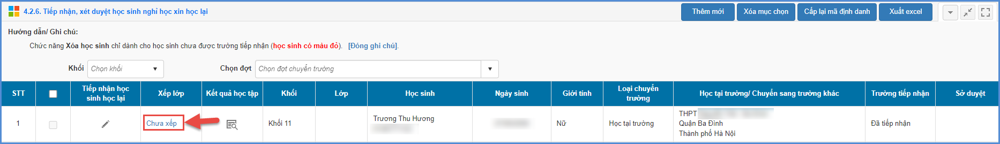 4.2.6. Tiếp nhận, xét duyệt học sinh nghỉ học xin học lại
Thêm mới
Xóa mục chọn
Cấp lại mã định danh
Xuất excel
Hướng dẫn/ Ghi chú:
Chức năng Xóa học sinh chỉ dành cho học sinh chưa được trường tiếp nhận (học sinh có màu đỏ). [Đóng ghi chú].
Khối
Chọn khối
Chọn đợt
Chọn đợt chuyển trường
STT
Tiếp nhận học
sinh học lại
Xếp lớp
Kết quả học tập
Khối
Lớp
Học sinh
Ngày sinh
Giới tính
Loại chuyển
trường
Học tại trường/ Chuyển sang trường khác
Trường tiếp nhận
Sở duyệt
1
Chưa xếp
Khối 11
Trương Thu Hương
Nữ
Học tại trường
THPT
Quận Ba Đình
Thành phố Hà Nội
Đã tiếp nhận